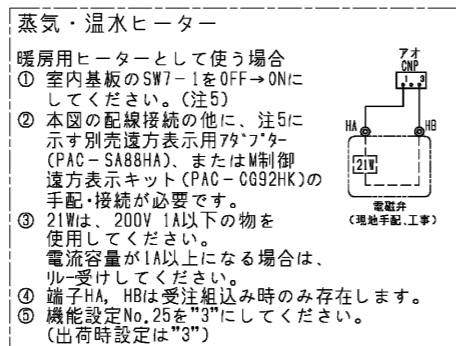 蒸気・温水ヒーター
暖房用ヒーターとして使う場合
① 室内基板のSW7-1をOFF→ONに
してください。(注5)
② 本図の配線接続の他に、注5に
示す別売遠方表示用アダプター
(PAC-SA88HA)、またはM制御
遠方表示キット(PAC-CG92HK)の
手配・接続が必要です。
③ 21Wは、200V 1A以下の物を
使用してください。
電流容量が1A以上になる場合は、
リレー受けしてください。
④ 端子HA, HBは受注組込み時のみ存在します。
⑤ 機能設定No.25を"3"にしてください。
(出荷時設定は"3")
アオ
CNP
1 3
HA
HB
21W
電磁弁
(現地手配、工事)